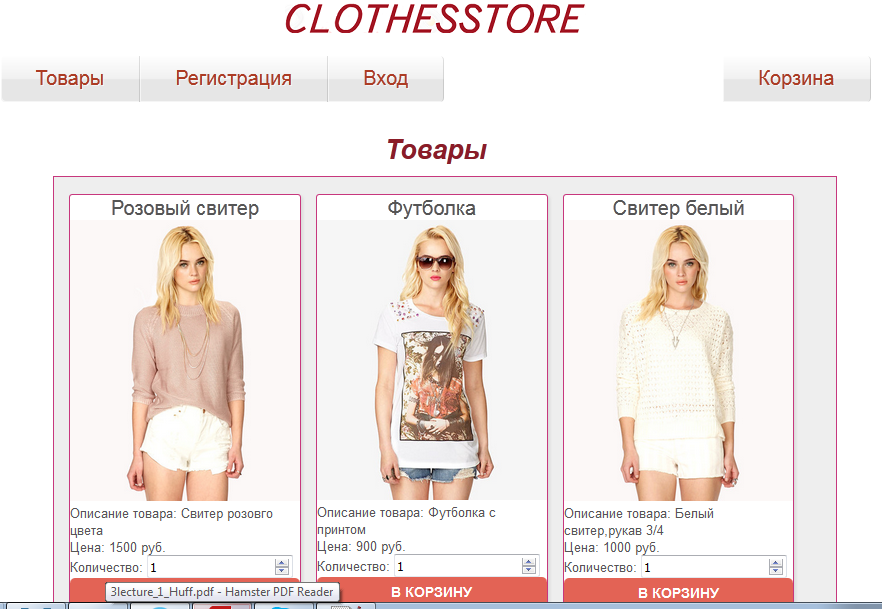 CLOTHESSTORE
Товары Регистрация Вход Корзина
Товары
Розовый свитер
Описание товара: Свитер розовго
цвета
Цена: 1500 руб.
Количество: 1
Футболка
Описание товара: Футболка с
принтом
Цена: 900 руб.
Количество: 1
В КОРЗИНУ
Свитер белый
Описание товара: Белый
свитер,рукав 3/4
Цена: 1000 руб.
Количество: 1
В КОРЗИНУ
3lecture_1_Huff.pdf - Hamster PDF Reader